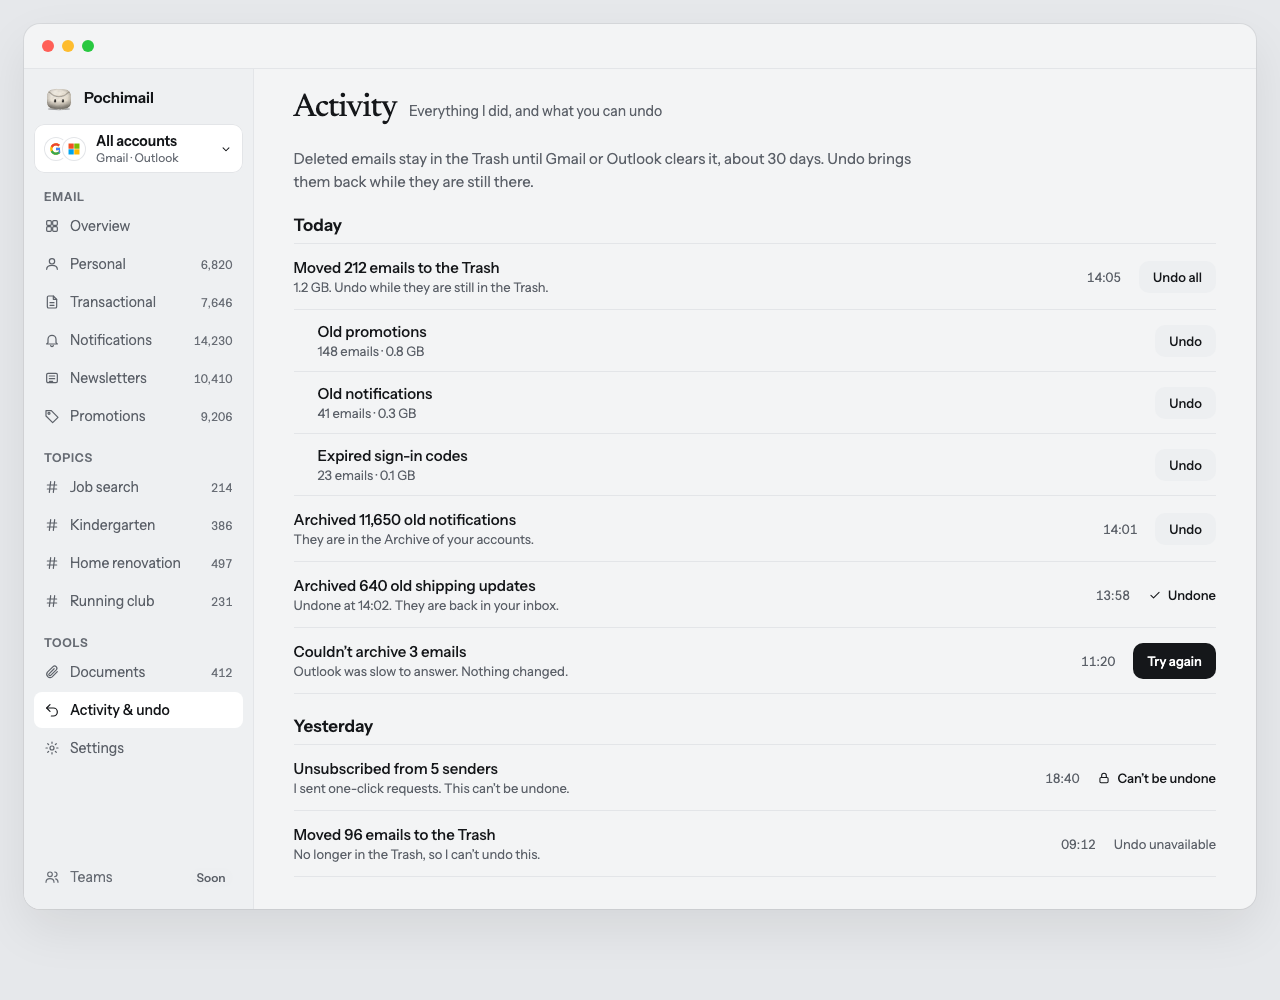 Pochimail
All accounts
Gmail · Outlook
EMAIL
Overview
Personal 6,820
Transactional 7,646
Notifications 14,230
Newsletters 10,410
Promotions 9,206
TOPICS
# Job search 214
# Kindergarten 386
# Home renovation 497
# Running club 231
TOOLS
Documents 412
Activity & undo
Settings
Teams Soon
Activity Everything I did, and what you can undo
Deleted emails stay in the Trash until Gmail or Outlook clears it, about 30 days. Undo brings
them back while they are still there.
Today
Moved 212 emails to the Trash
1.2 GB. Undo while they are still in the Trash.
14:05 Undo all
Old promotions
148 emails · 0.8 GB
Undo
Old notifications
41 emails · 0.3 GB
Undo
Expired sign-in codes
23 emails · 0.1 GB
Undo
Archived 11,650 old notifications
They are in the Archive of your accounts.
14:01 Undo
Archived 640 old shipping updates
Undone at 14:02. They are back in your inbox.
13:58 Undone
Couldn’t archive 3 emails
Outlook was slow to answer. Nothing changed.
11:20 Try again
Yesterday
Unsubscribed from 5 senders
I sent one-click requests. This can’t be undone.
18:40 Can’t be undone
Moved 96 emails to the Trash
No longer in the Trash, so I can’t undo this.
09:12 Undo unavailable